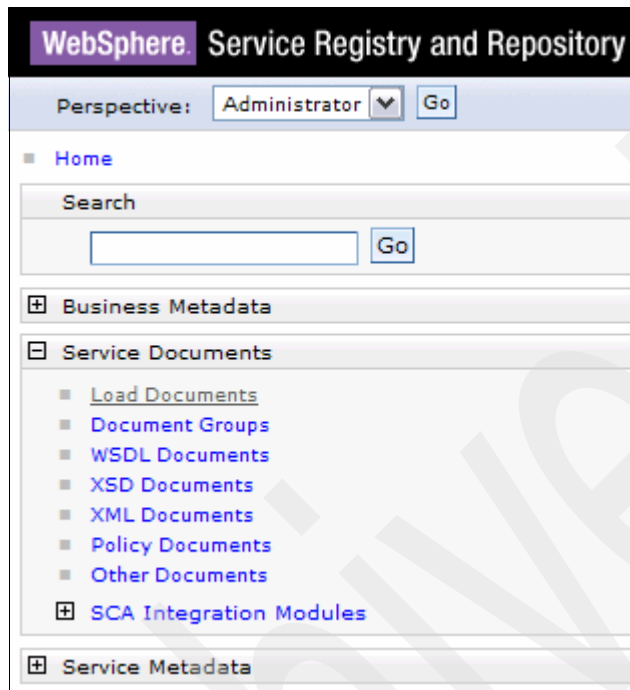 WebSphere. Service Registry and Repository
Perspective: Administrator Go
Home
Search
Go
Business Metadata
Service Documents
Load Documents
Document Groups
WSDL Documents
XSD Documents
XML Documents
Policy Documents
Other Documents
SCA Integration Modules
Service Metadata